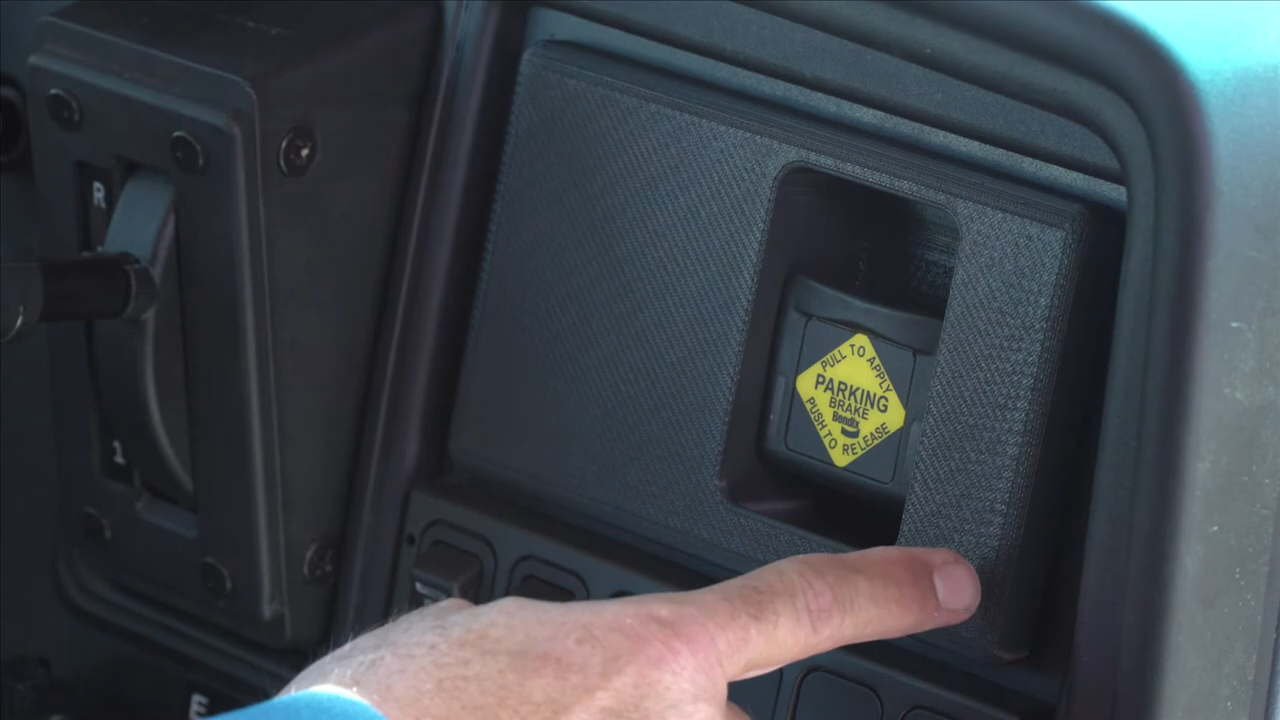 R
1
E
PULL TO APPLY
PARKING
BRAKE
Bendix
PUSH TO RELEASE